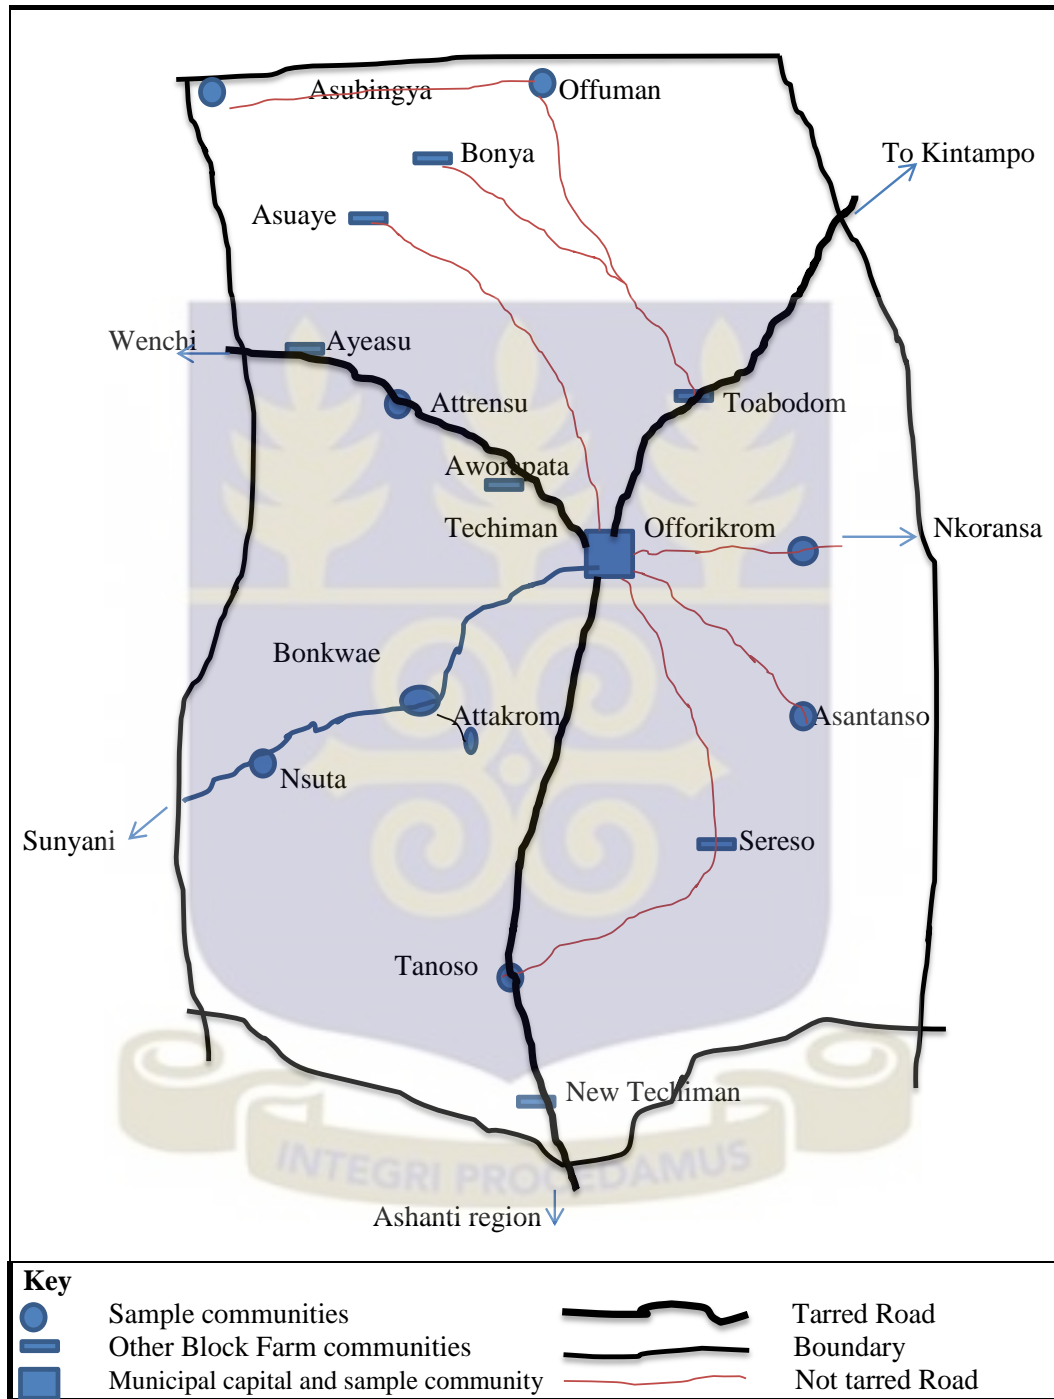 Asubingya
Offuman
Bonya
To Kintampo
Asuaye
Wenchi
Ayeasu
Attrensu
Toabodom
Aworapata
Techiman
Offorikrom
Nkoransa
Bonkwae
Attakrom
Asantanso
Nsuta
Sunyani
Sereso
Tanoso
New Techiman
INTEGRI PROCEDAMUS
Ashanti region
Key
Sample communities
Tarred Road
Other Block Farm communities
Boundary
Municipal capital and sample community
Not tarred Road